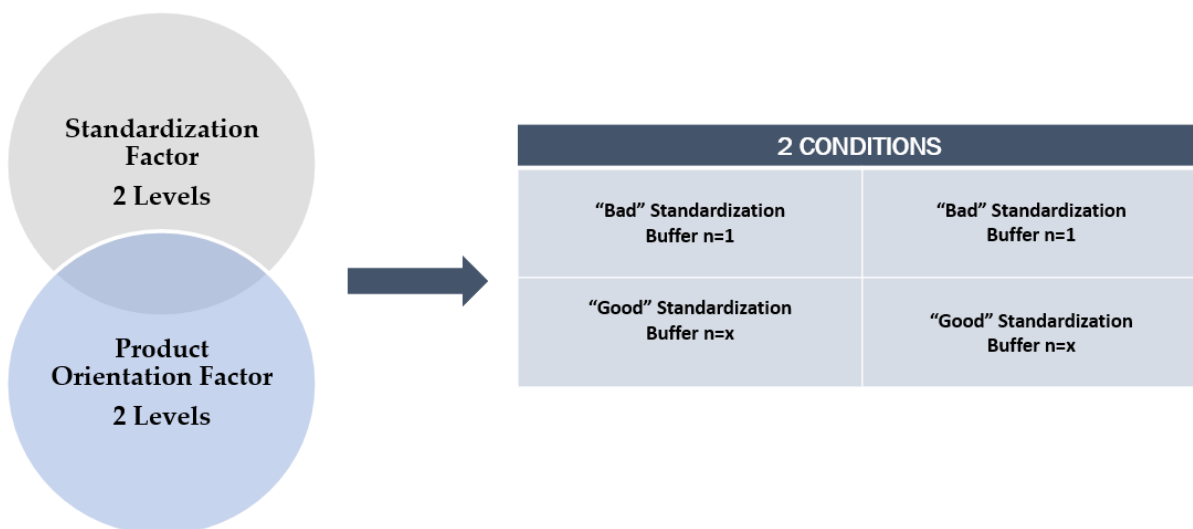 Standardization
Factor
2 Levels
Product
Orientation Factor
2 Levels
2 CONDITIONS
“Bad” Standardization
Buffer n=1
“Bad” Standardization
Buffer n=1
“Good” Standardization
Buffer n=x
“Good” Standardization
Buffer n=x